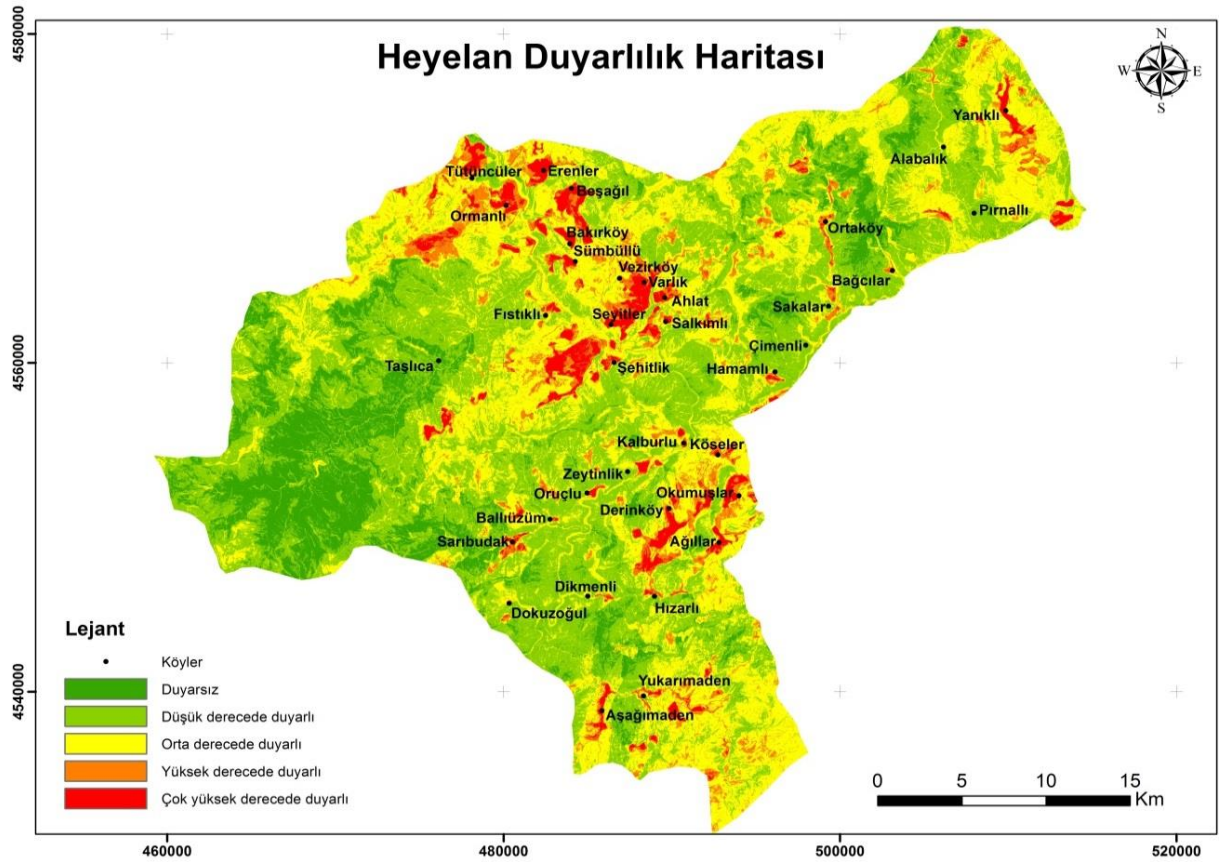 Heyelan Duyarlılık Haritası
N
W E
S
4580000
4560000
4540000
Yanıklı
Alabalık
Pırnallı
Tütüncüler
Erenler
Beşağıl
Ormanlı
Bakırköy
Sümbüllü
Vezirköy
Varlık
Ahlat
Ortaköy
Bağcılar
Fıstıklı
Seyitler
Salkımlı
Sakalar
Çimenli
Taşlıca
Şehitlik
Hamamlı
Kalburlu
Köseler
Zeytinlik
Oruçlu
Okumuşlar
Derinköy
Ballıüzüm
Sarıbudak
Ağıllar
Dikmenli
Dokuzoğul
Hızarlı
Yukarımaden
Aşağımaden
Lejant
Köyler
Duyarsız
Düşük derecede duyarlı
Orta derecede duyarlı
Yüksek derecede duyarlı
Çok yüksek derecede duyarlı
0 5 10 15
Km
460000 480000 500000 520000